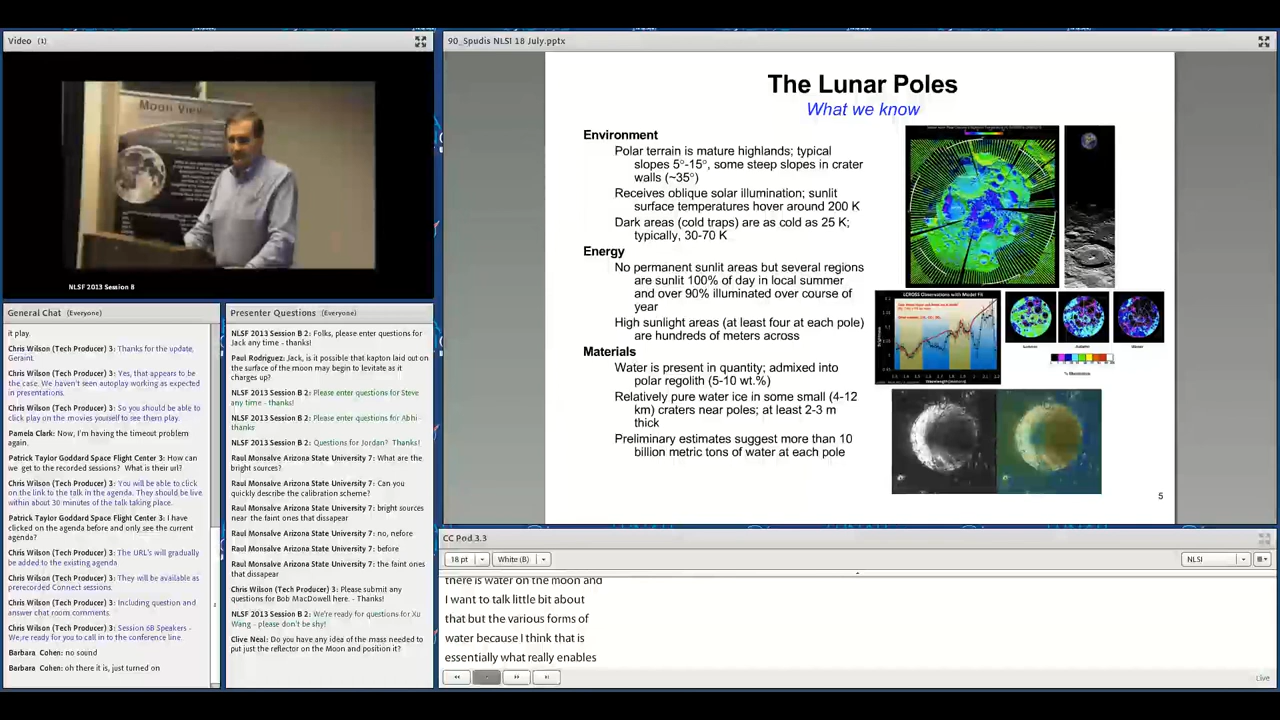 Video (1)
Moon View
NLSF 2013 Session B
General Chat (Everyone)
it play.
Chris Wilson (Tech Producer) 3: Thanks for the update,
Geraint.
Chris Wilson (Tech Producer) 3: Yes, that appears to be
the case. We haven't seen autoplay working as expected
in presentations.
Chris Wilson (Tech Producer) 3: So you should be able to
click play on the movies yourself to see them play.
Pamela Clark: Now, I'm having the timeout problem
again.
Patrick Taylor Goddard Space Flight Center 3: How can
we get to the recorded sessions? What is their url?
Chris Wilson (Tech Producer) 3: You will be able to click
on the link to the talk in the agenda. They should be live
within about 30 minutes of the talk taking place.
Patrick Taylor Goddard Space Flight Center 3: I have
clicked on the agenda before and only see the current
agenda?
Chris Wilson (Tech Producer) 3: The URL's will gradually
be added to the existing agenda
Chris Wilson (Tech Producer) 3: They will be available as
prerecorded Connect sessions.
Chris Wilson (Tech Producer) 3: Including question and
answer chat room comments.
Chris Wilson (Tech Producer) 3: Session 6B Speakers -
We;re ready for you to call in to the conference line.
Barbara Cohen: no sound
Barbara Cohen: oh there it is, just turned on
Presenter Questions (Everyone)
NLSF 2013 Session B 2: Folks, please enter questions for
Jack any time - thanks!
Paul Rodriguez: Jack, is it possible that kapton laid out on
the surface of the moon may begin to levitate as it
charges up?
NLSF 2013 Session B 2: Please enter questions for Steve
any time - thanks!
NLSF 2013 Session B 2: Please enter questions for Abhi-
thanks
NLSF 2013 Session B 2: Questions for Jordan? Thanks!
Raul Monsalve Arizona State University 7: What are the
bright sources?
Raul Monsalve Arizona State University 7: Can you
quickly describe the calibration scheme?
Raul Monsalve Arizona State University 7: bright sources
near the faint ones that dissapear
Raul Monsalve Arizona State University 7: no, nefore
Raul Monsalve Arizona State University 7: before
Raul Monsalve Arizona State University 7: the faint ones
that dissapear
Chris Wilson (Tech Producer) 3: Please submit any
questions for Bob MacDowell here. - Thanks!
NLSF 2013 Session B 2: We're ready for questions for Xu
Wang - please don't be shy!
Clive Neal: Do you have any idea of the mass needed to
put just the reflector on the Moon and position it?
90_Spudis NLSI 18 July.pptx
The Lunar Poles
What we know
Environment
Polar terrain is mature highlands; typical
slopes 5°-15°, some steep slopes in crater
walls (~35°)
Receives oblique solar illumination; sunlit
surface temperatures hover around 200 K
Dark areas (cold traps) are as cold as 25 K;
typically, 30-70 K
Energy
No permanent sunlit areas but several regions
are sunlit 100% of day in local summer
and over 90% illuminated over course of
year
High sunlight areas (at least four at each pole)
are hundreds of meters across
Materials
Water is present in quantity; admixed into
polar regolith (5-10 wt.%)
Relatively pure water ice in some small (4-12
km) craters near poles; at least 2-3 m
thick
Preliminary estimates suggest more than 10
billion metric tons of water at each pole
LCROSS Observations with Model Fit
5
CC Pod.3.3
18 pt
White (B)
NLSI
there is water on the moon and
I want to talk little bit about
that but the various forms of
water because I think that is
essentially what really enables
Live